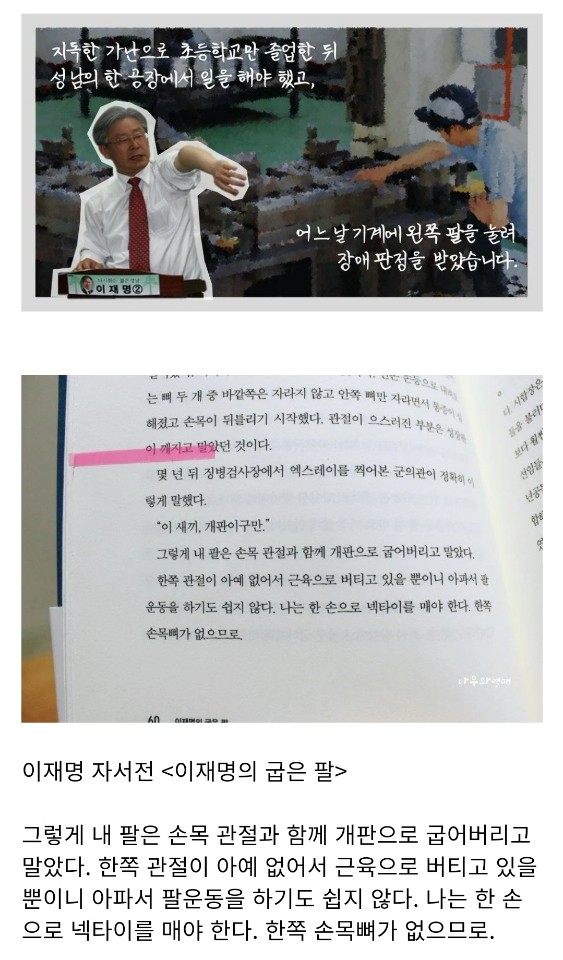 지독한 가난으로 초등학교만 졸업한 뒤
성남의 한 공장에서 일을 해야 했고,
이재명②
어느 날 기계에 왼쪽 팔을 눌려
장애 판정을 받았습니다.
는 뼈 두 개 중 바깥쪽은 자라지 않고 안쪽 뼈만 자라면서
해졌고 손목이 뒤틀리기 시작했다. 관절이 으스러진 부분은 성장판
이 깨지고 말았던 것이다.
몇 년 뒤 징병검사장에서 엑스레이를 찍어본 군의관이 정확히 이
렇게 말했다.
“이 새끼, 개판이구만.”
그렇게 내 팔은 손목 관절과 함께 개판으로 굽어버리고 말았다.
한쪽 관절이 아예 없어서 근육으로 버티고 있을 뿐이니 아파서 팔
운동을 하기도 쉽지 않다. 나는 한 손으로 넥타이를 매야 한다. 한쪽
손목뼈가 없으므로.
60 이재명의 굽은 팔
이재명 자서전 <이재명의 굽은 팔>
그렇게 내 팔은 손목 관절과 함께 개판으로 굽어버리고
말았다. 한쪽 관절이 아예 없어서 근육으로 버티고 있을
뿐이니 아파서 팔운동을 하기도 쉽지 않다. 나는 한 손
으로 넥타이를 매야 한다. 한쪽 손목뼈가 없으므로.